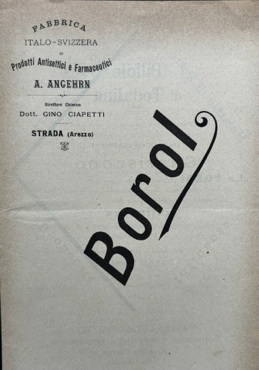 FABBRICA
ITALO-SVIZZERA
DI
Prodotti Antisettici e Farmaceutici
A. ANGEHRN
Direttore Chimico
Dott. GINO CIAPETTI
STRADA (Arezzo)
Borol